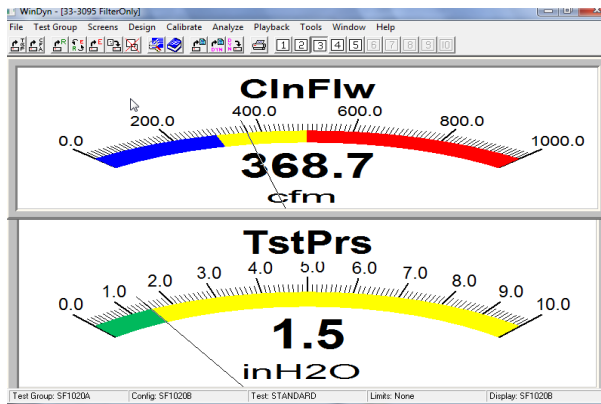 WinDyn - [33-3095 FilterOnly]
File Test Group Screens Design Calibrate Analyze Playback Tools Window Help
1 2 3 4 5 6 7 8 9 10
ClnFlw
0.0 200.0 400.0 600.0 800.0 1000.0
368.7
cfm
TstPrs
0.0 1.0 2.0 3.0 4.0 5.0 6.0 7.0 8.0 9.0 10.0
1.5
inH2O
Test Group: SF1020A Config: SF1020B Test: STANDARD Limits: None Display: SF1020B